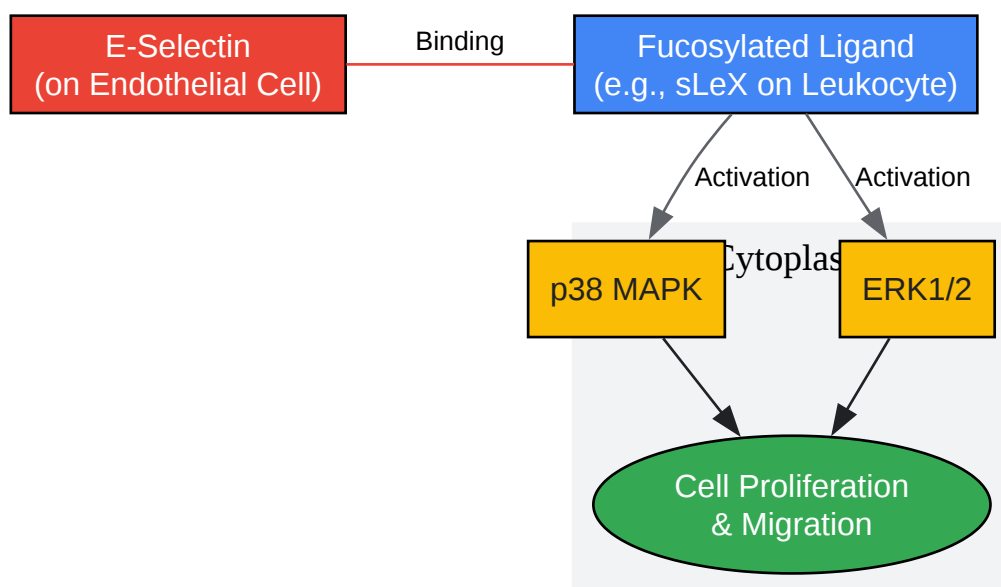 E-Selectin
(on Endothelial Cell)
Binding
Fucosylated Ligand
(e.g., sLeX on Leukocyte)
Activation
Activation
p38 MAPK
ERK1/2
Cell Proliferation
& Migration